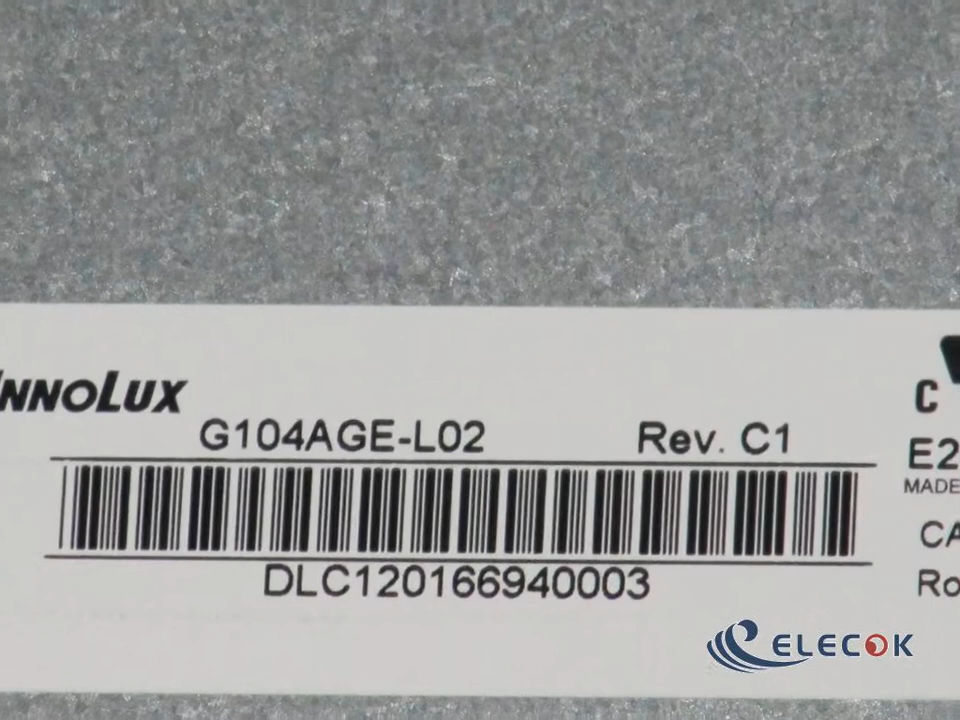 INNOLUX
G104AGE-L02 Rev. C1
DLC120166940003
C
E2
MADE
CA
Ro
ELECOK